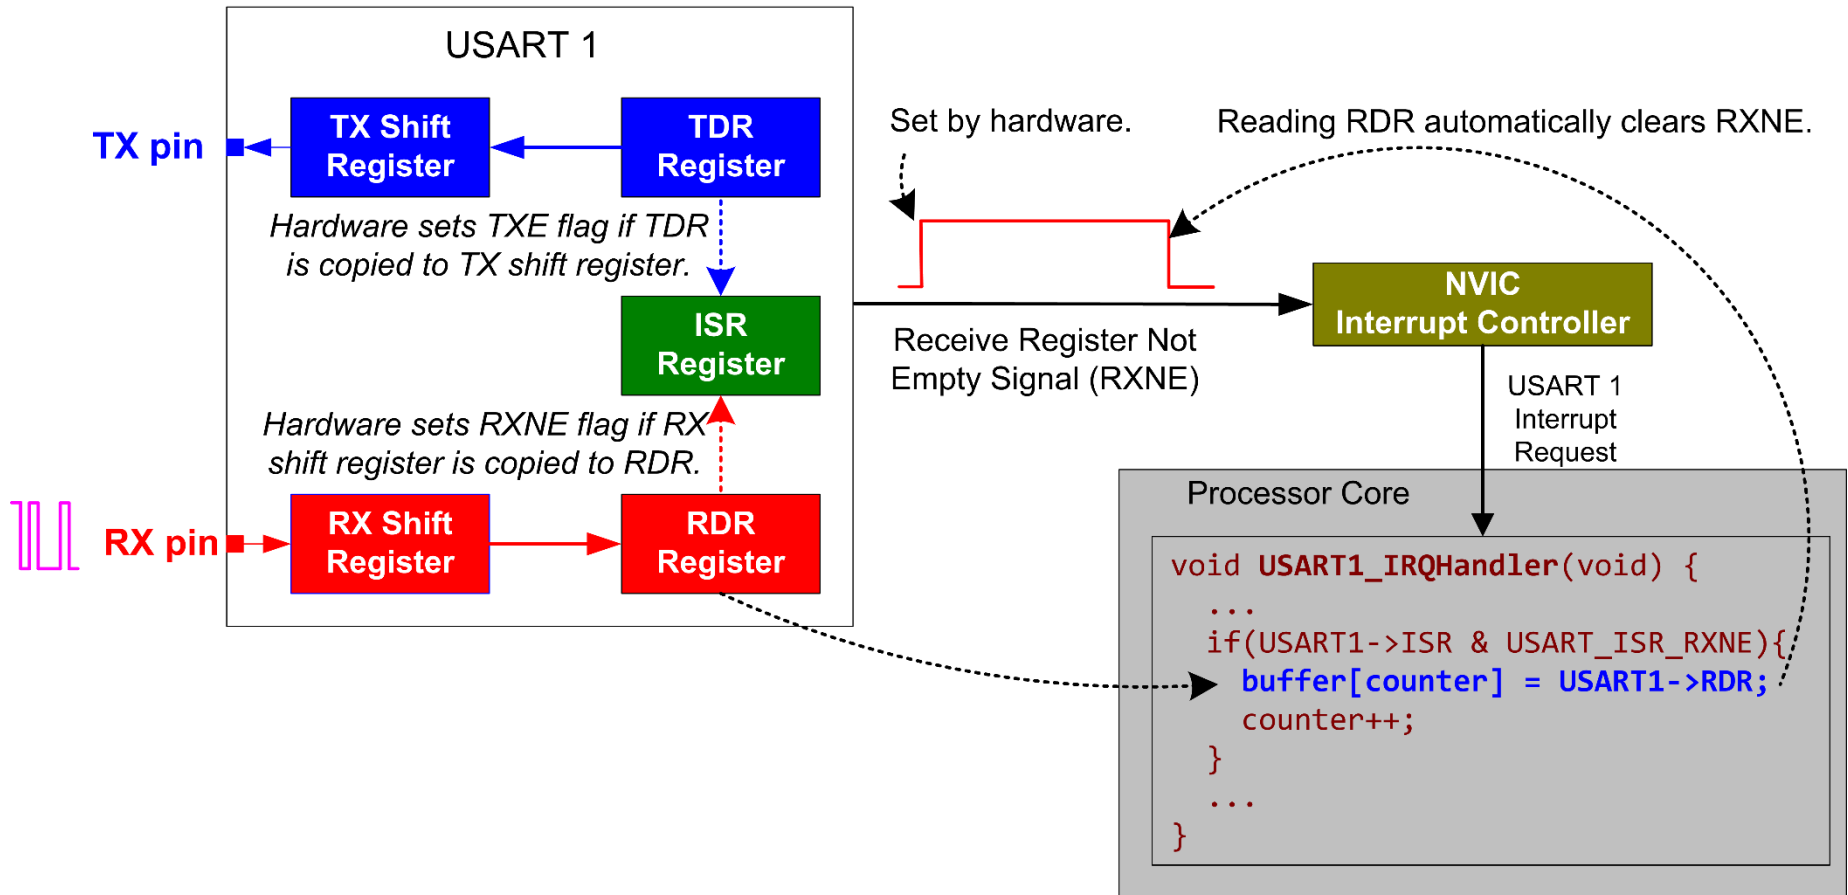 USART 1
TX pin
TX Shift
Register
TDR
Register
Hardware sets TXE flag if TDR
is copied to TX shift register.
ISR
Register
Hardware sets RXNE flag if RX
shift register is copied to RDR.
RX pin
RX Shift
Register
RDR
Register
Set by hardware.
Reading RDR automatically clears RXNE.
Receive Register Not
Empty Signal (RXNE)
NVIC
Interrupt Controller
USART 1
Interrupt
Request
Processor Core
void USART1_IRQHandler(void) {
...
if(USART1->ISR & USART_ISR_RXNE){
buffer[counter] = USART1->RDR;
counter++;
}
...
}